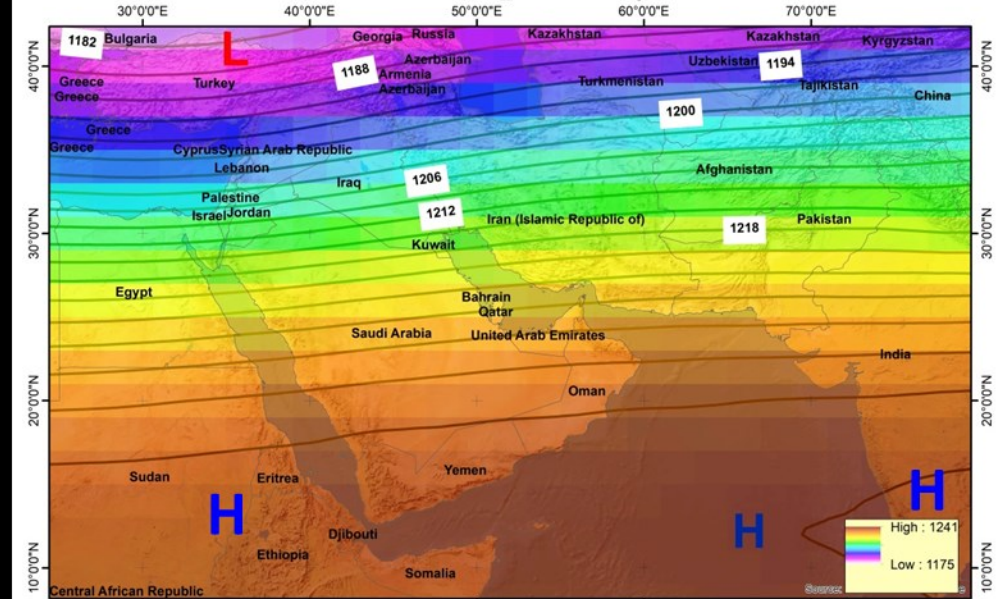 30°0'0"E 40°0'0"E 50°0'0"E 60°0'0"E 70°0'0"E
1182 Bulgaria L Georgia Russia Kazakhstan Kazakhstan Kyrgyzstan
40°0'0"N Greece Turkey 1188 Azerbaijan Uzbekistan 1194 40°0'0"N
Greece Armenia Turkmenistan Tajikistan
Azerbaijan China
Greece 1200
Greece Cyprus Syrian Arab Republic
Lebanon Iraq 1206 Afghanistan
Palestine
Israel Jordan 1212 Iran (Islamic Republic of) Pakistan
30°0'0"N Kuwait 1218 30°0'0"N
Egypt Bahrain
Qatar
Saudi Arabia United Arab Emirates
India
20°0'0"N Oman 20°0'0"N
Sudan Eritrea Yemen
H H H
High : 1241
Djibouti
Ethiopia Low : 1175
10°0'0"N Somalia 10°0'0"N
Central African Republic Source: